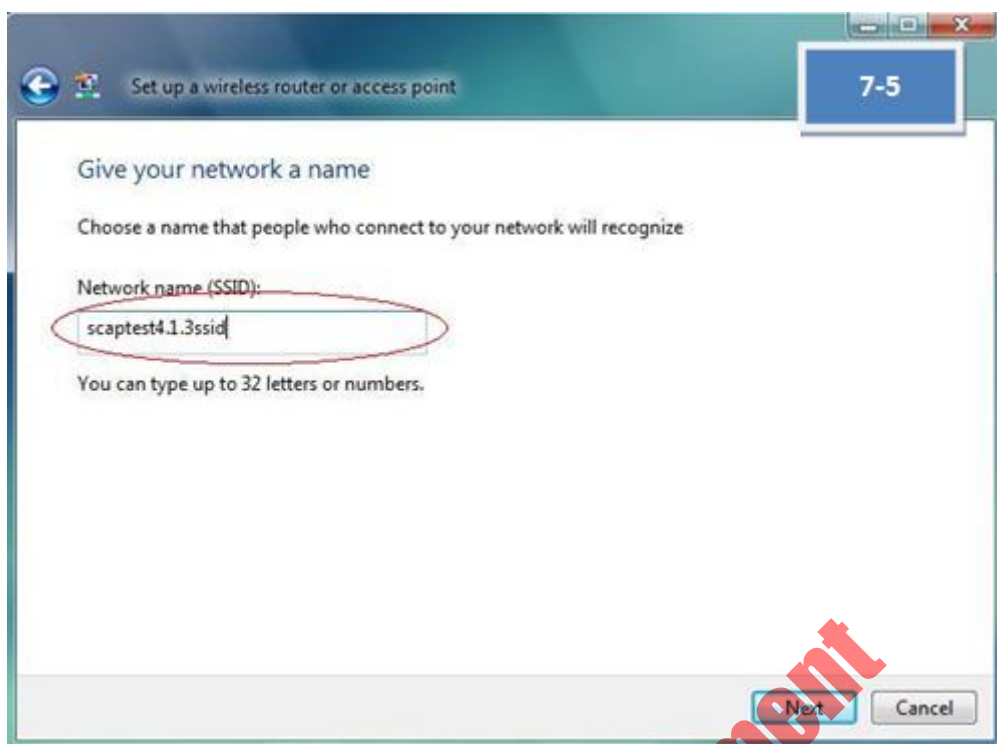 Set up a wireless router or access point
7-5
Give your network a name
Choose a name that people who connect to your network will recognize
Network name (SSID):
scaptest4.1.3ssid
You can type up to 32 letters or numbers.
Next
Cancel